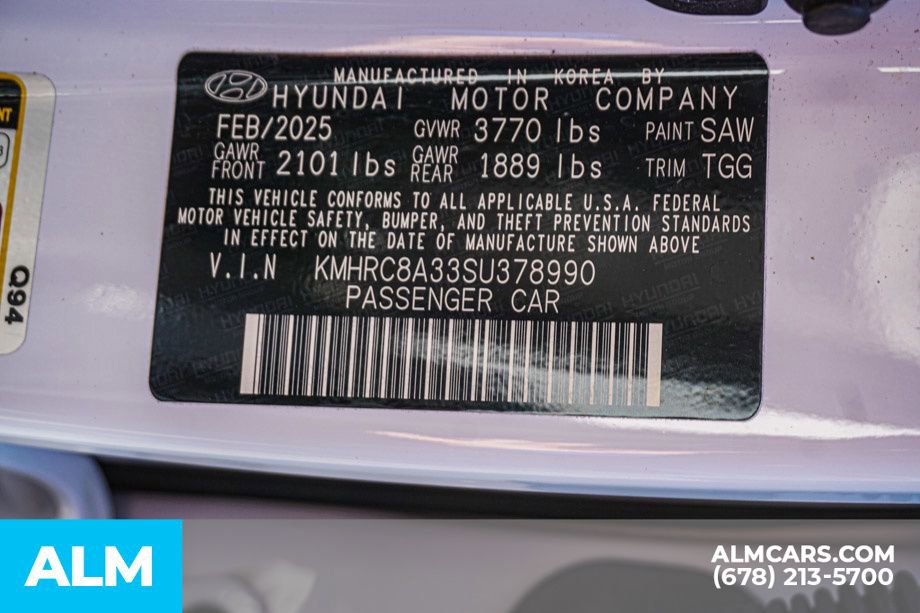 MANUFACTURED IN KOREA BY
HYUNDAI MOTOR COMPANY
FEB/2025 GVWR 3770 lbs PAINT SAW
GAWR FRONT 2101 lbs GAWR REAR 1889 lbs TRIM TGG
THIS VEHICLE CONFORMS TO ALL APPLICABLE U.S.A. FEDERAL
MOTOR VEHICLE SAFETY, BUMPER, AND THEFT PREVENTION STANDARDS
IN EFFECT ON THE DATE OF MANUFACTURE SHOWN ABOVE
V.I.N KMHRC8A33SU378990
PASSENGER CAR
Q94
ALM
ALMCARS.COM
(678) 213-5700